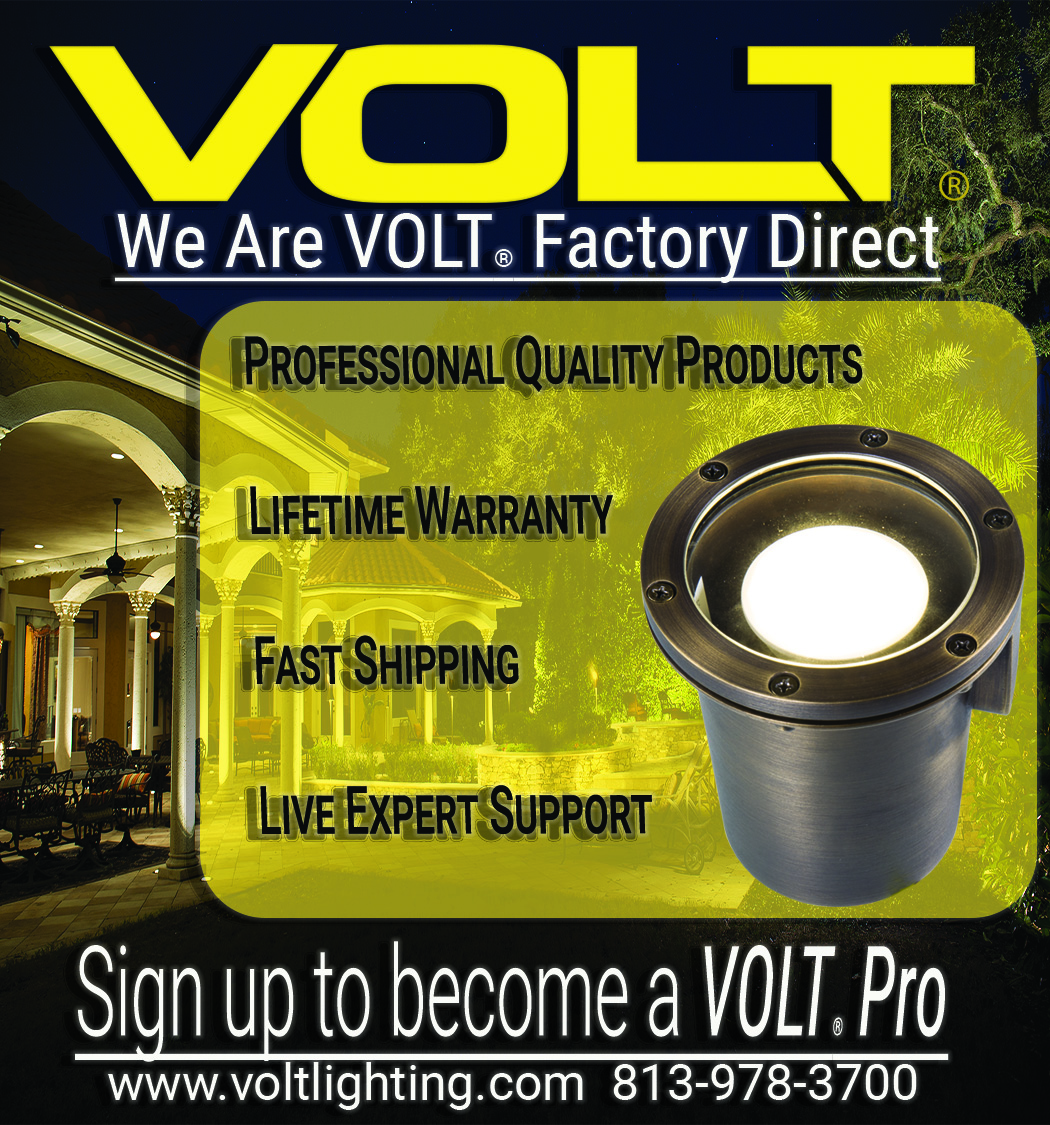 VOLT®
We Are VOLT® Factory Direct
PROFESSIONAL QUALITY PRODUCTS
LIFETIME WARRANTY
FAST SHIPPING
LIVE EXPERT SUPPORT
Sign up to become a VOLT® Pro
www.voltlighting.com 813-978-3700